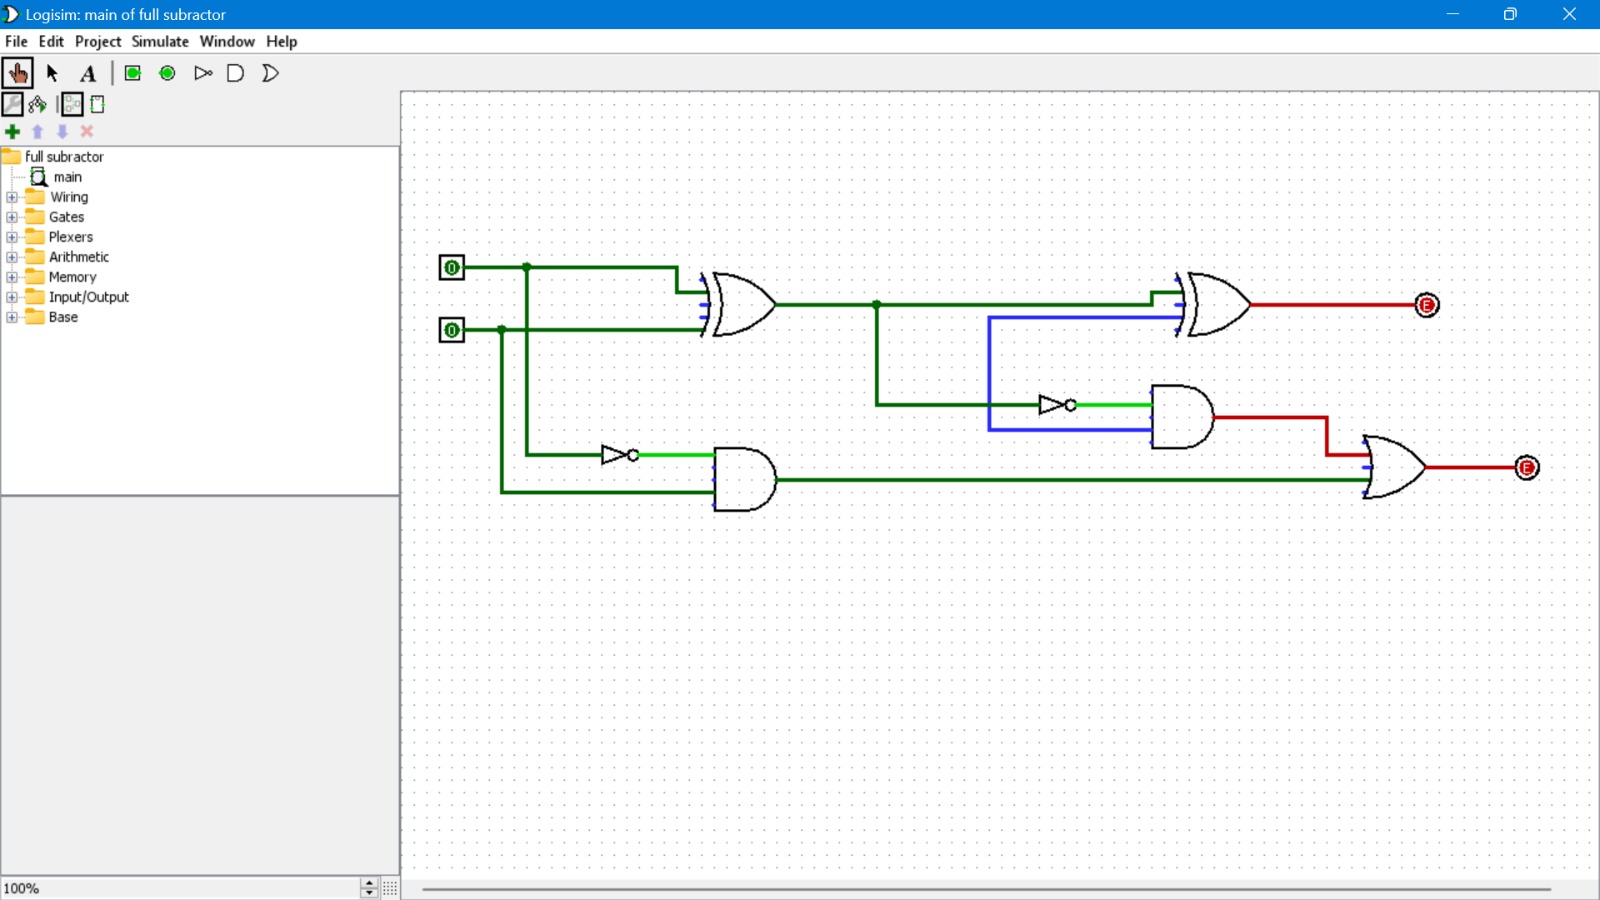 Logisim: main of full subractor
File Edit Project Simulate Window Help
A
full subractor
main
Wiring
Gates
Plexers
Arithmetic
Memory
Input/Output
Base
0
0
E
E
100%